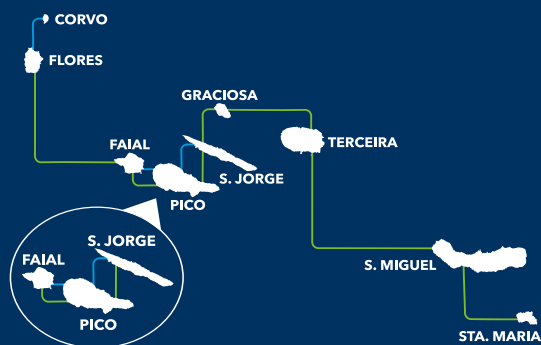 CORVO
FLORES
GRACIOSA
FAIAL
TERCEIRA
S. JORGE
PICO
S. JORGE
FAIAL
S. MIGUEL
PICO
STA. MARIA